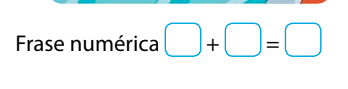 Frase numérica □ + □ = □